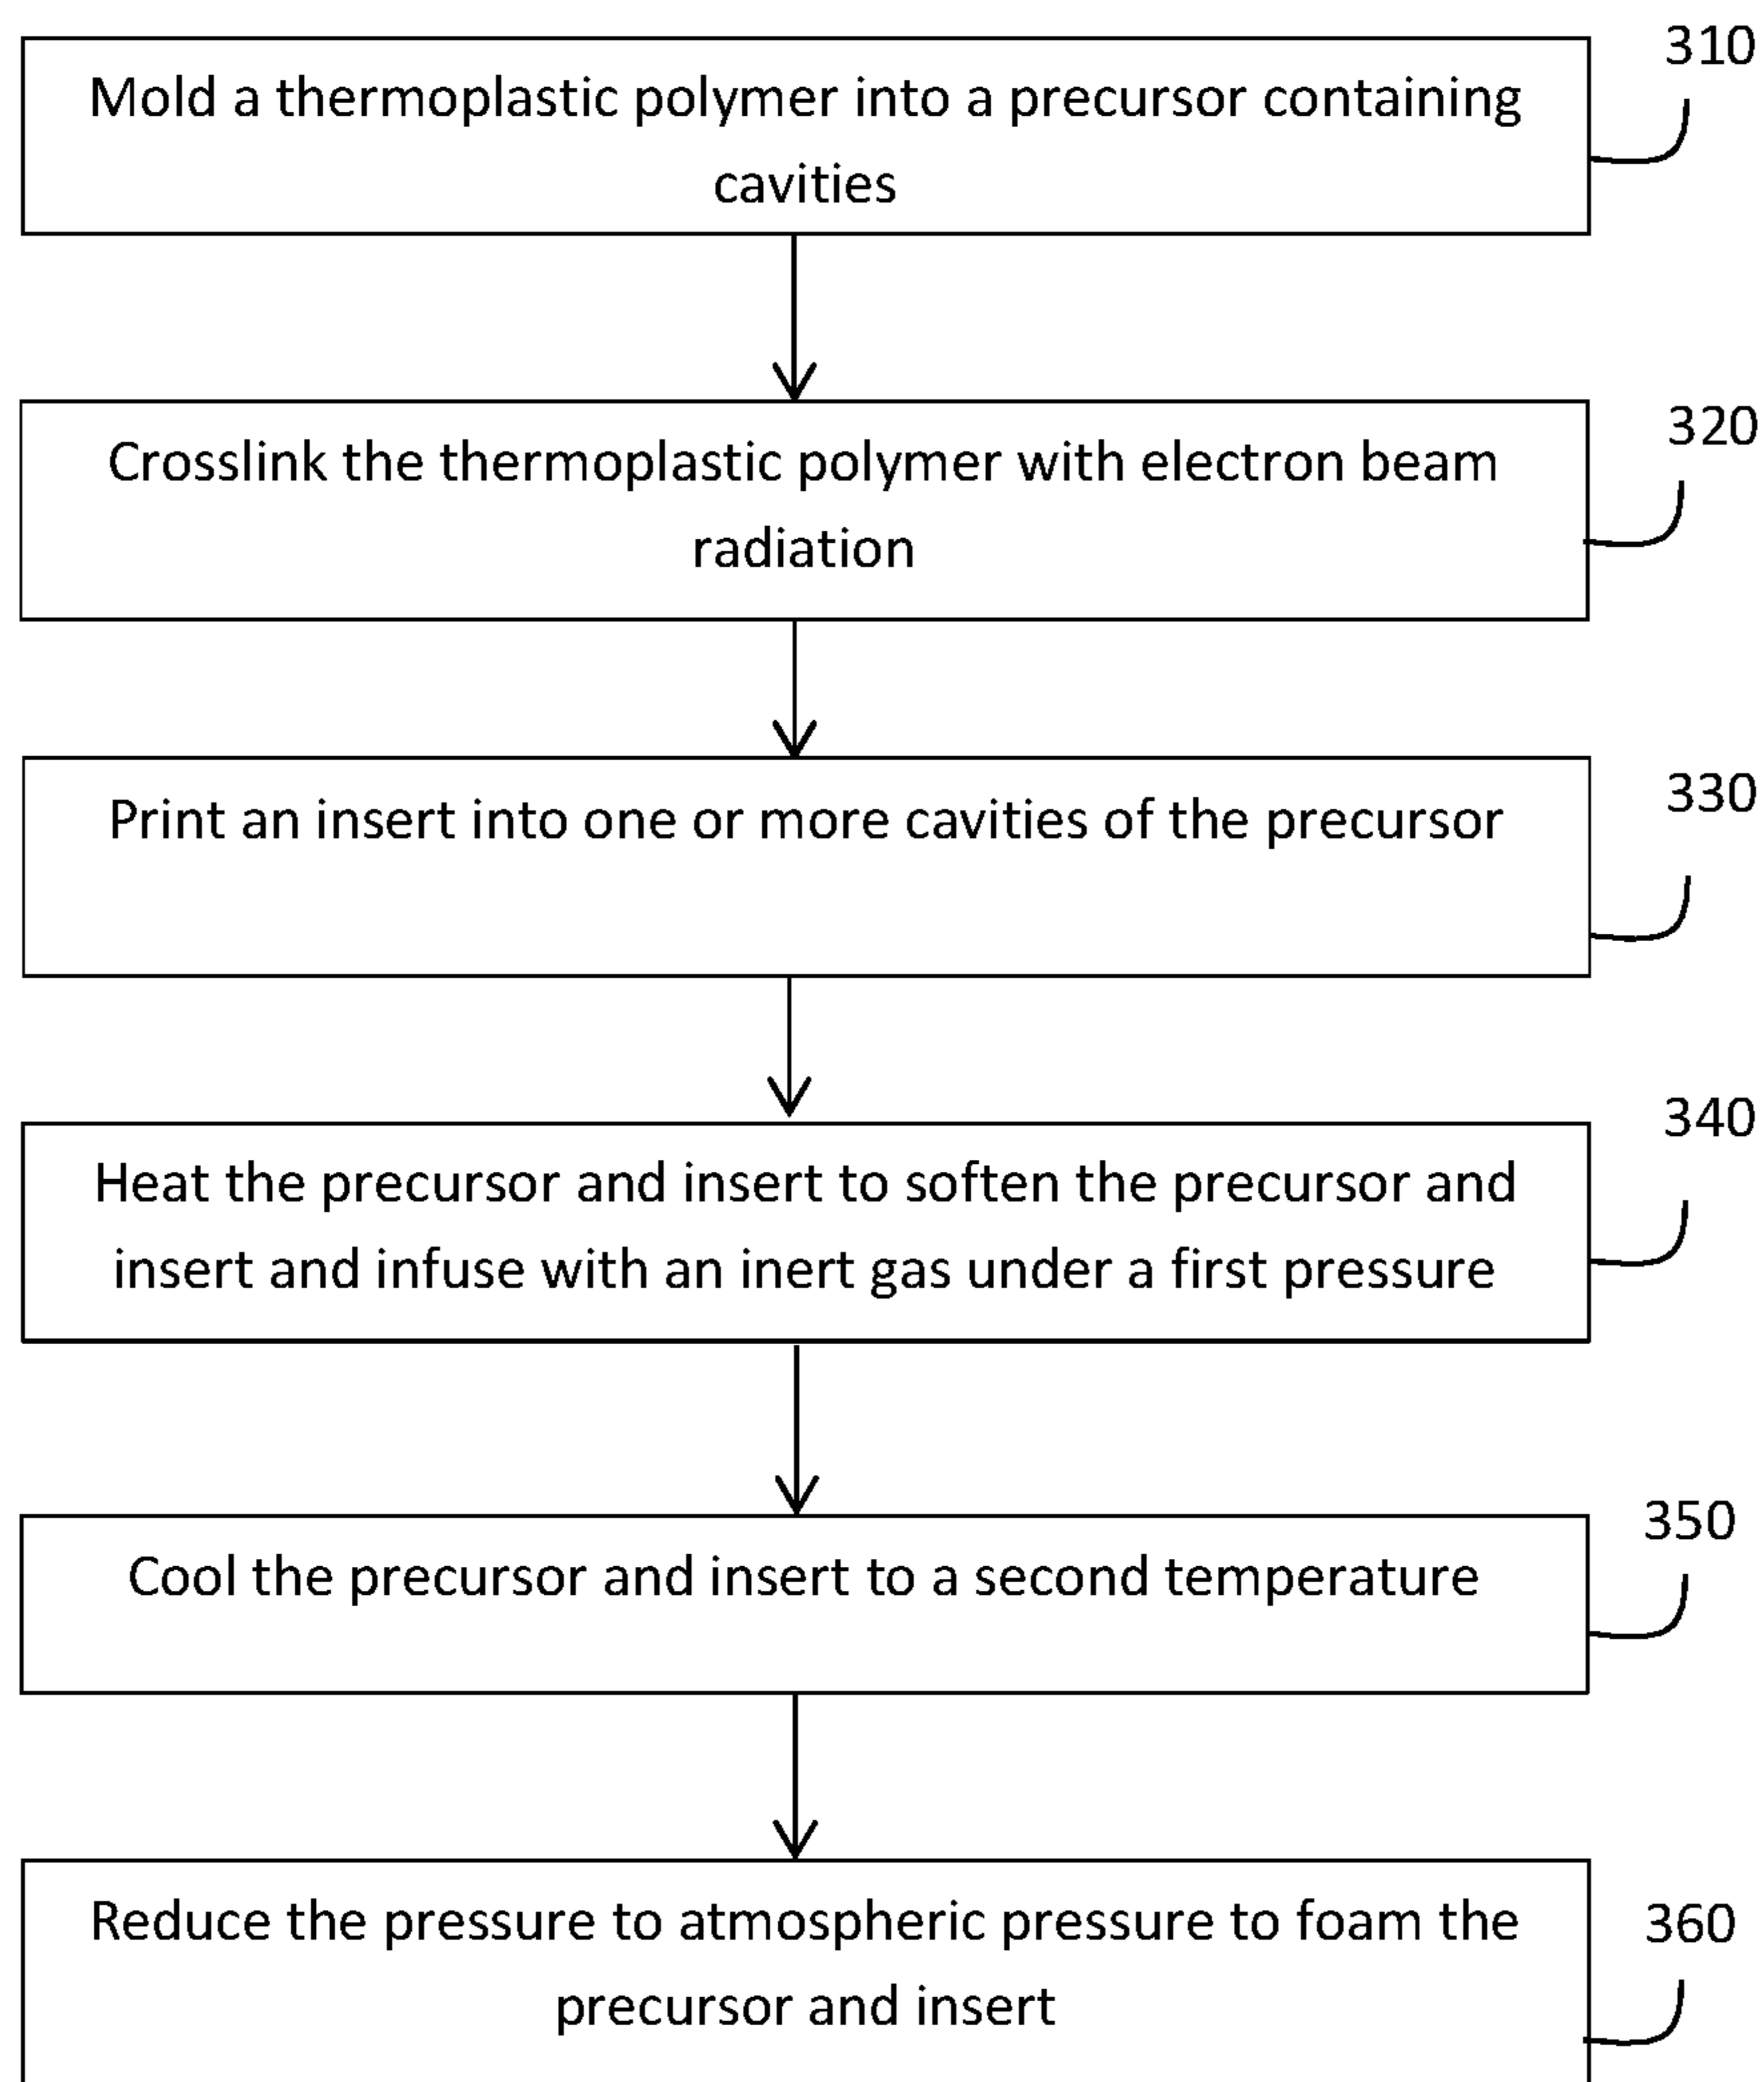 310
Mold a thermoplastic polymer into a precursor containing
cavities
320
Crosslink the thermoplastic polymer with electron beam
radiation
330
Print an insert into one or more cavities of the precursor
340
Heat the precursor and insert to soften the precursor and
insert and infuse with an inert gas under a first pressure
350
Cool the precursor and insert to a second temperature
360
Reduce the pressure to atmospheric pressure to foam the
precursor and insert